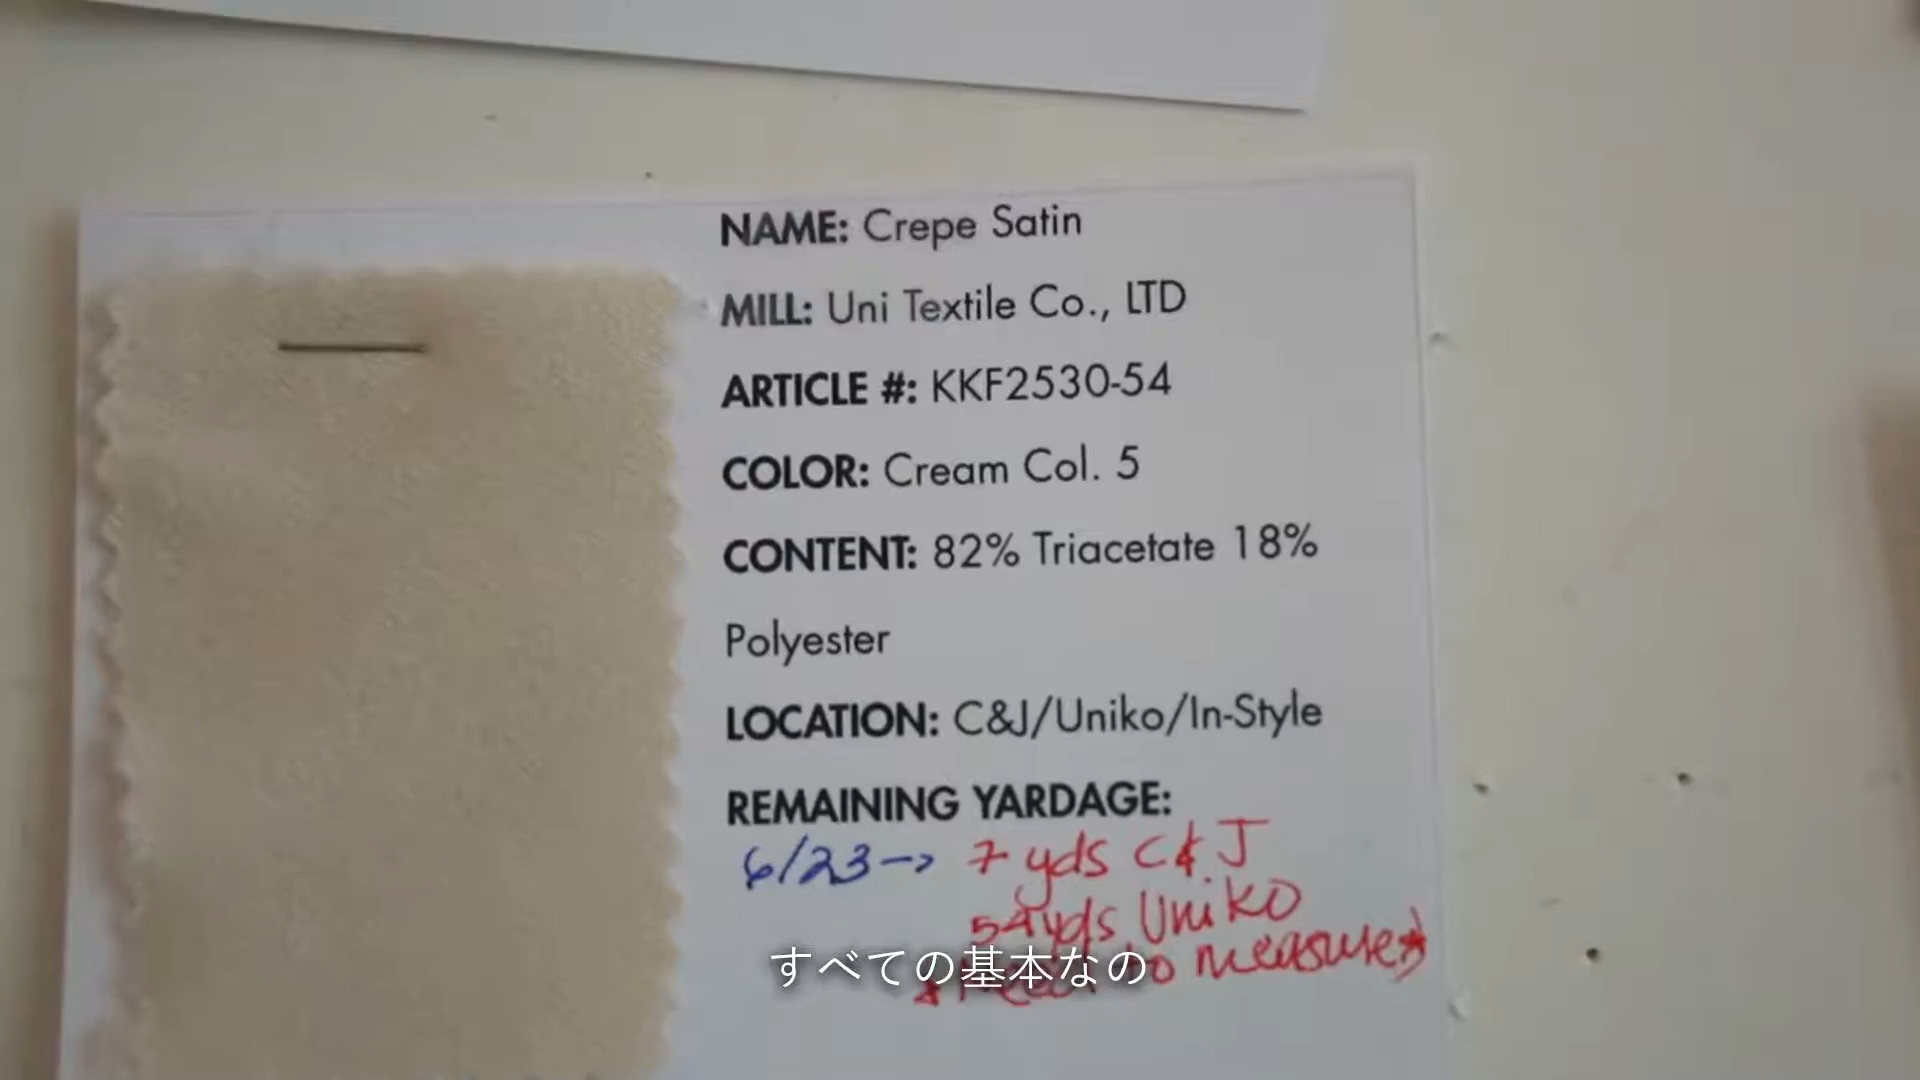 NAME: Crepe Satin
MILL: Uni Textile Co., LTD
ARTICLE #: KKF2530-54
COLOR: Cream Col. 5
CONTENT: 82% Triacetate 18%
Polyester
LOCATION: C&J/Uniko/In-Style
REMAINING YARDAGE:
6/23 -> 7 yds C&J
54yds Uniko
to measure*
すべての基本なの